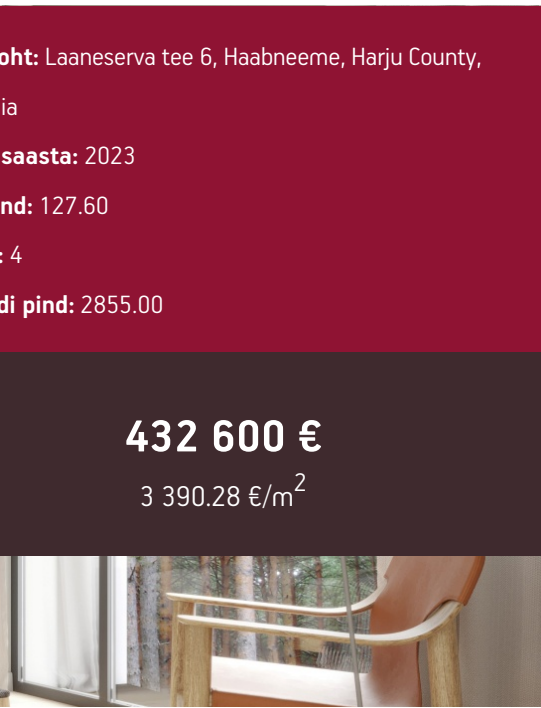 oht: Laaneserva tee 6, Haabneeme, Harju County,
ia
saasta: 2023
nd: 127.60
: 4
di pind: 2855.00
432 600 €
3 390.28 €/m²